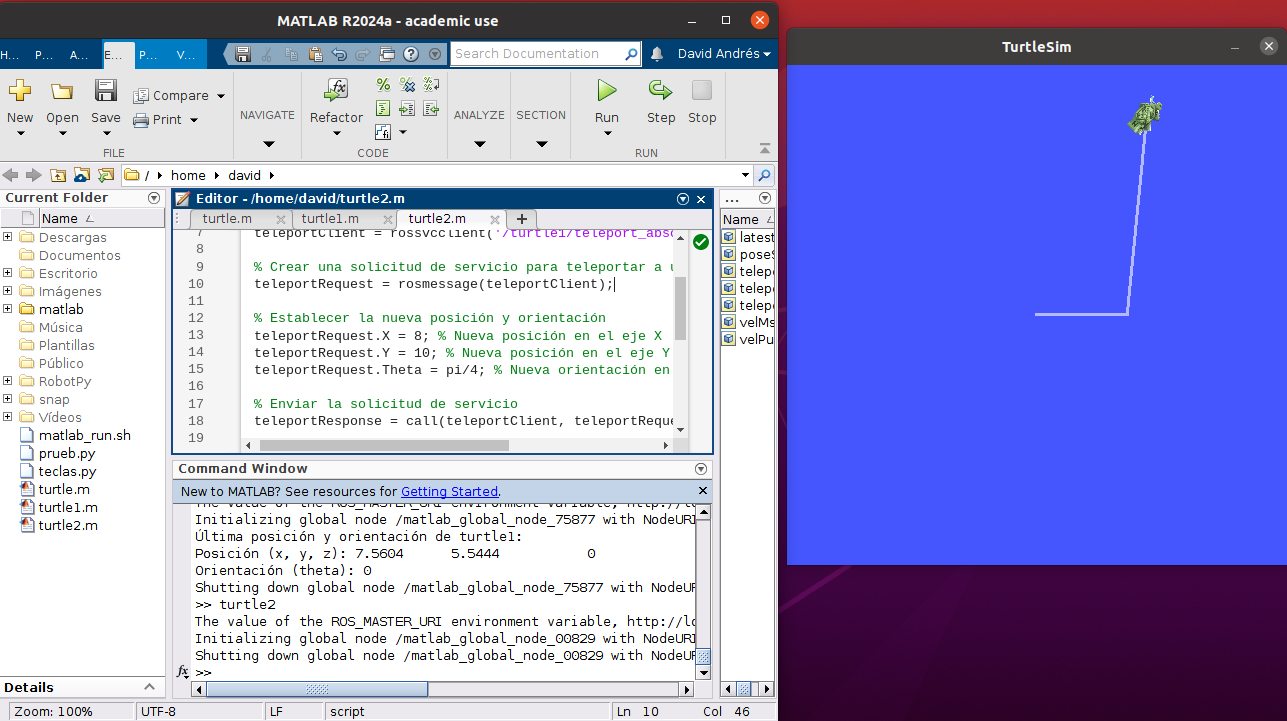 MATLAB R2024a - academic use
H... P... A... E... P... V...
Search Documentation
David Andrés
New
Open
Save
Compare
Print
FILE
NAVIGATE
Refactor
CODE
ANALYZE
SECTION
Run
Step
Stop
RUN
/ home david
Current Folder
Name
Descargas
Documentos
Escritorio
Imágenes
matlab
Música
Plantillas
Público
RobotPy
snap
Vídeos
matlab_run.sh
prueb.py
teclas.py
turtle.m
turtle1.m
turtle2.m
Details
Editor - /home/david/turtle2.m
turtle.m
turtle1.m
turtle2.m
7 teleportClient = rossvcclient('/turtle1/teleport_abso
8
9 % Crear una solicitud de servicio para teleportar a u
10 teleportRequest = rosmessage(teleportClient);
11
12 % Establecer la nueva posición y orientación
13 teleportRequest.X = 8; % Nueva posición en el eje X
14 teleportRequest.Y = 10; % Nueva posición en el eje Y
15 teleportRequest.Theta = pi/4; % Nueva orientación en
16
17 % Enviar la solicitud de servicio
18 teleportResponse = call(teleportClient, teleportReque
19
Command Window
New to MATLAB? See resources for Getting Started.
The value of the ROS_MASTER_URI environment variable, http://lo
Initializing global node /matlab_global_node_75877 with NodeURI
Última posición y orientación de turtle1:
Posición (x, y, z): 7.5604 5.5444 0
Orientación (theta): 0
Shutting down global node /matlab_global_node_75877 with NodeUR
>> turtle2
The value of the ROS_MASTER_URI environment variable, http://lo
Initializing global node /matlab_global_node_00829 with NodeURI
Shutting down global node /matlab_global_node_00829 with NodeUR
fx >>
...
Name
latest
poseS
telepo
telepo
telepo
velMs
velPu
Zoom: 100%
UTF-8
LF
script
Ln 10 Col 46
TurtleSim